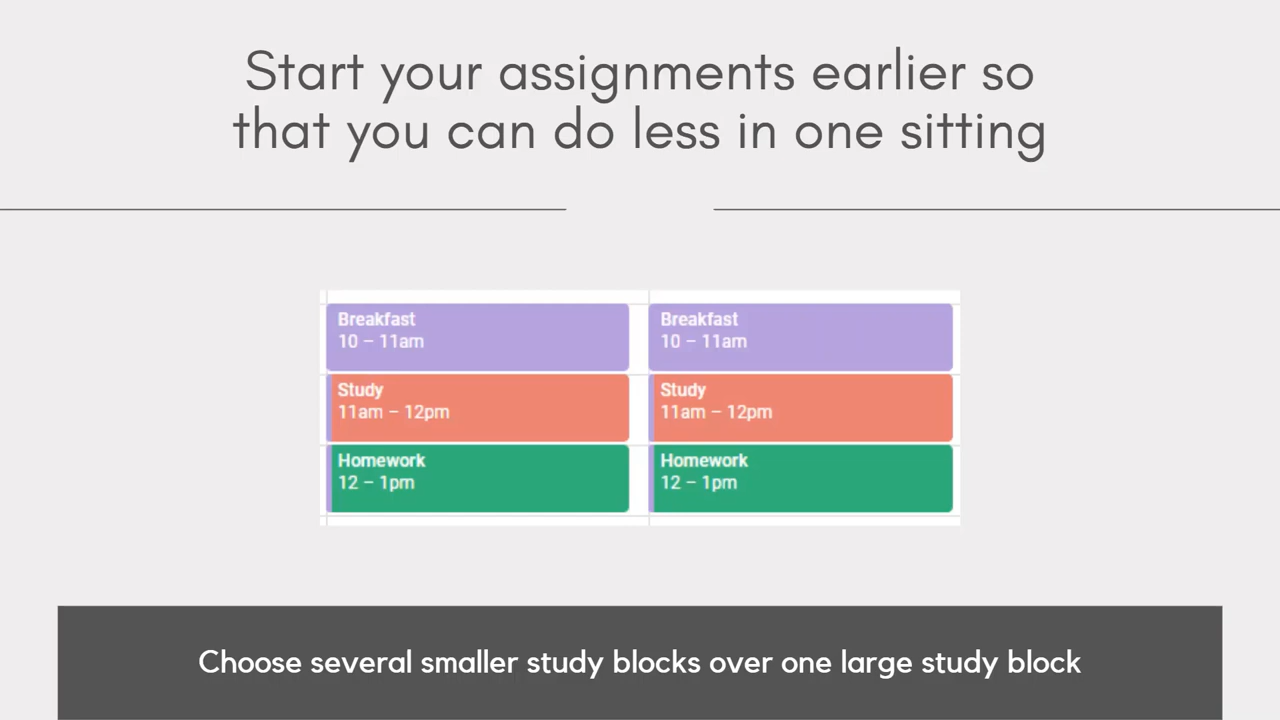 Start your assignments earlier so
that you can do less in one sitting
Breakfast
10 – 11am
Study
11am – 12pm
Homework
12 – 1pm
Breakfast
10 – 11am
Study
11am – 12pm
Homework
12 – 1pm
Choose several smaller study blocks over one large study block